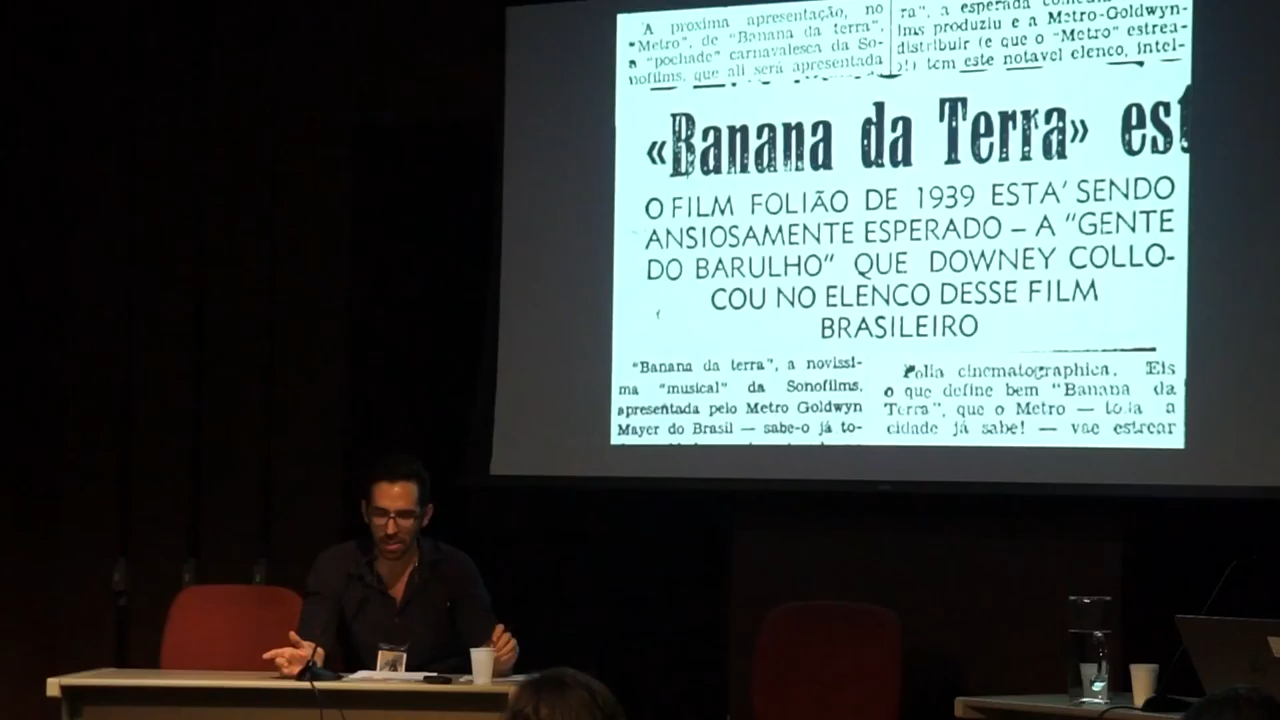 A proxima apresentação, no
"Metro", de "Banana da terra",
a "pochade" carnavalesca da So-
nofilms, que ali será apresentada
ra", a esperada
lms produziu e a Metro-Goldwyn-
distribuir (e que o "Metro" estrea-
tem este notavel elenco, intel-
«Banana da Terra» est
O FILM FOLIÃO DE 1939 ESTA' SENDO
ANSIOSAMENTE ESPERADO – A "GENTE
DO BARULHO" QUE DOWNEY COLLO-
COU NO ELENCO DESSE FILM
BRASILEIRO
"Banana da terra", a novissi-
ma "musical" da Sonofilms,
apresentada pelo Metro Goldwyn
Mayer do Brasil — sabe-o já to-
Folia cinematographica. Eis
o que define bem "Banana da
Terra", que o Metro — toda a
cidade já sabe! — vae estrear